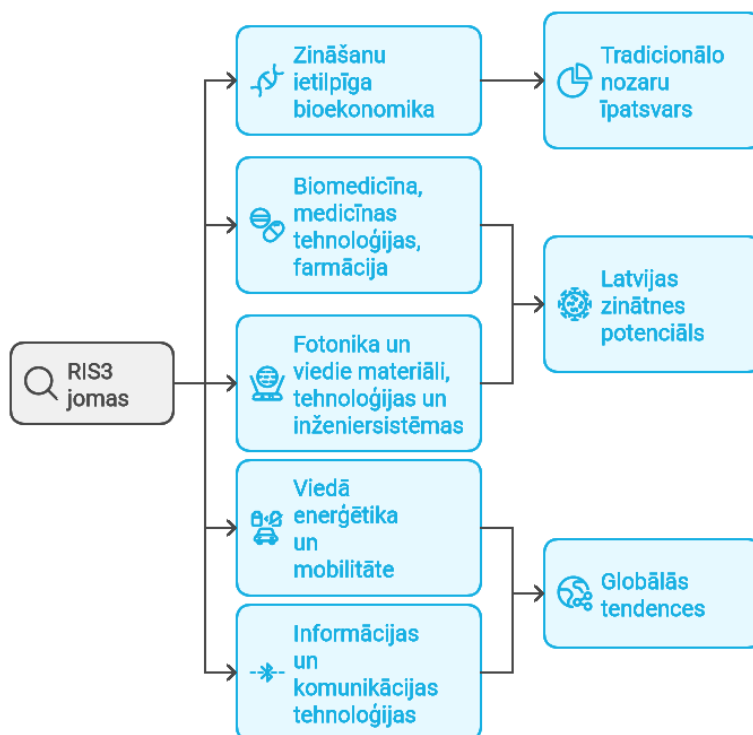 RIS3
jomas
Zināšanu
ietilpīga
bioekonomika
Biomedicīna,
medicīnas
tehnoloģijas,
farmācija
Fotonika un
viedie materiāli,
tehnoloģijas un
inženiersistēmas
Viedā
enerģētika
un
mobilitāte
Informācijas
un
komunikācijas
tehnoloģijas
Tradicionālo
nozaru
īpatsvars
Latvijas
zinātnes
potenciāls
Globālās
tendences